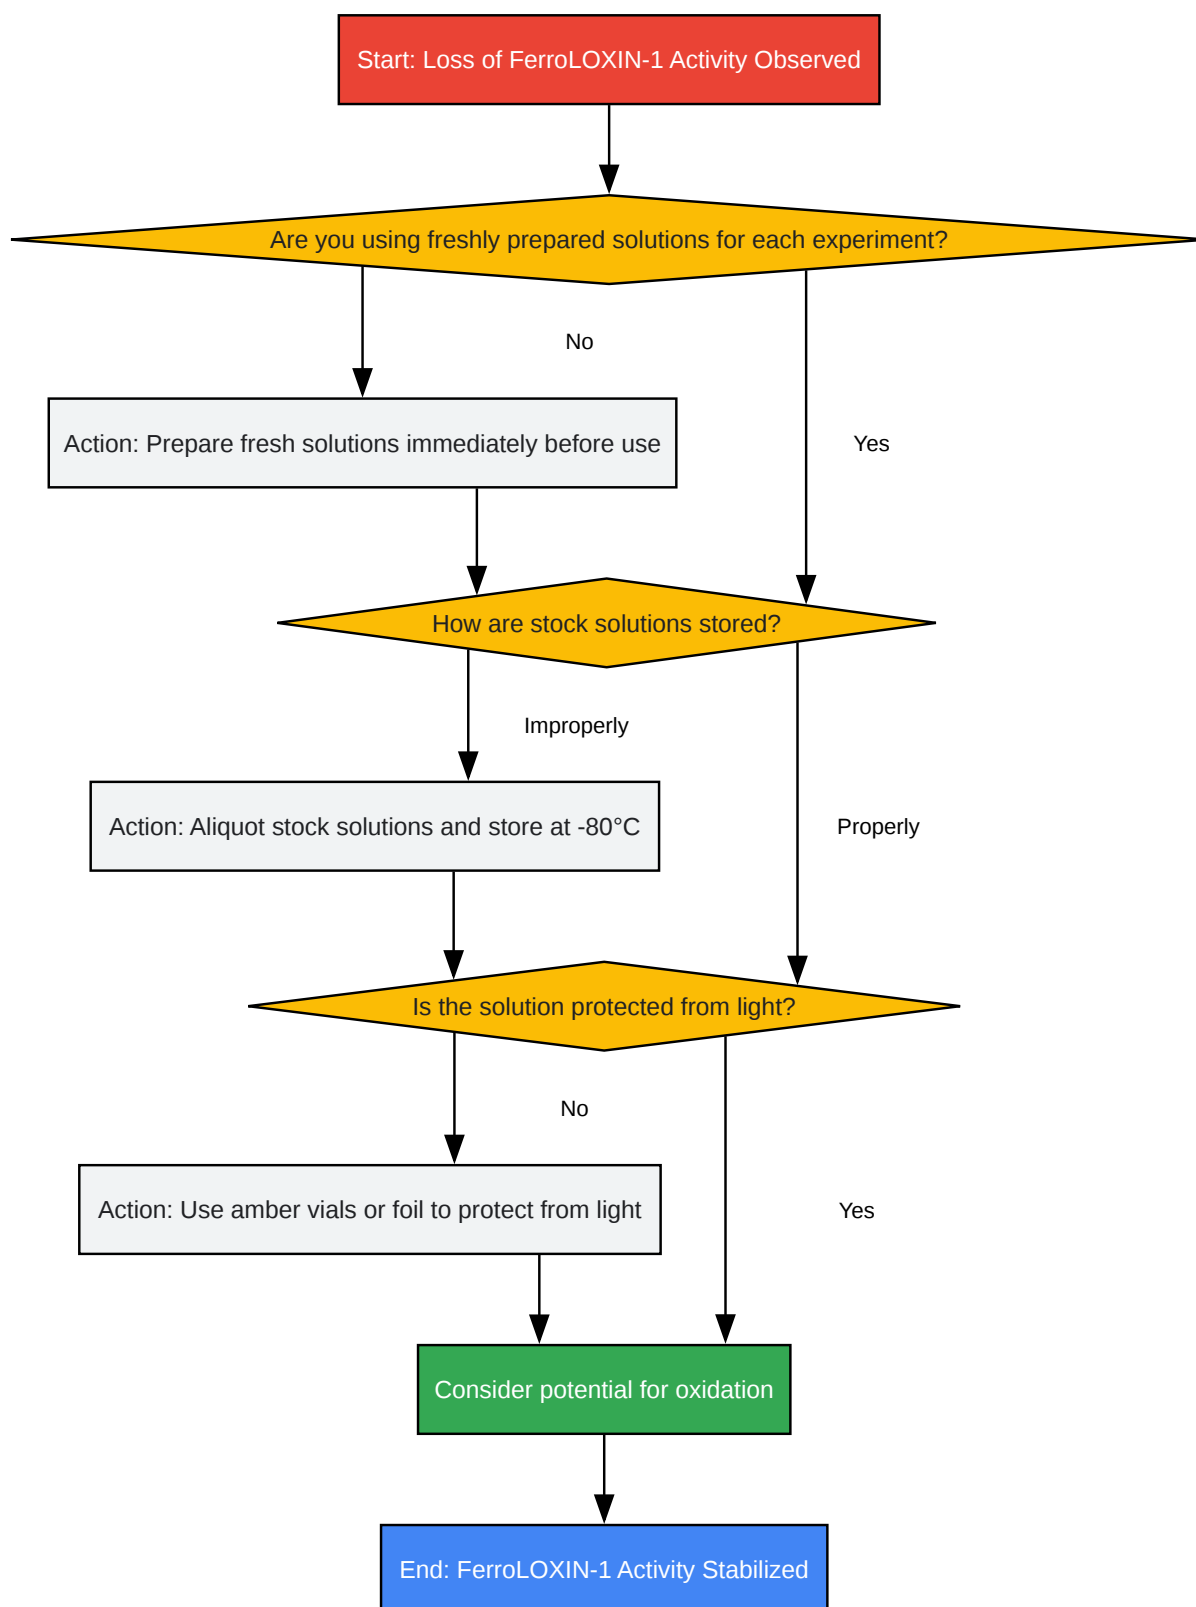 Start: Loss of FerroLOXIN-1 Activity Observed
Are you using freshly prepared solutions for each experiment?
No
Action: Prepare fresh solutions immediately before use
Yes
How are stock solutions stored?
Improperly
Action: Aliquot stock solutions and store at -80°C
Properly
Is the solution protected from light?
No
Action: Use amber vials or foil to protect from light
Yes
Consider potential for oxidation
End: FerroLOXIN-1 Activity Stabilized